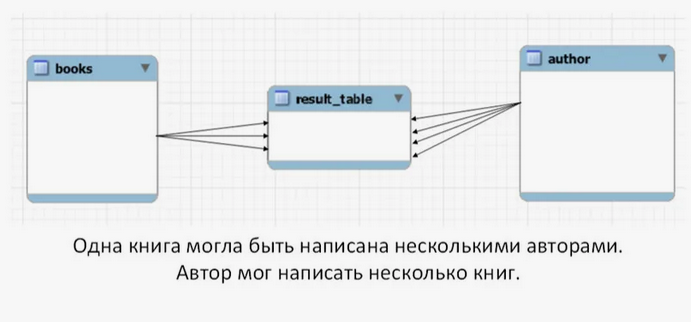 books
result_table
author
Одна книга могла быть написана несколькими авторами.
Автор мог написать несколько книг.